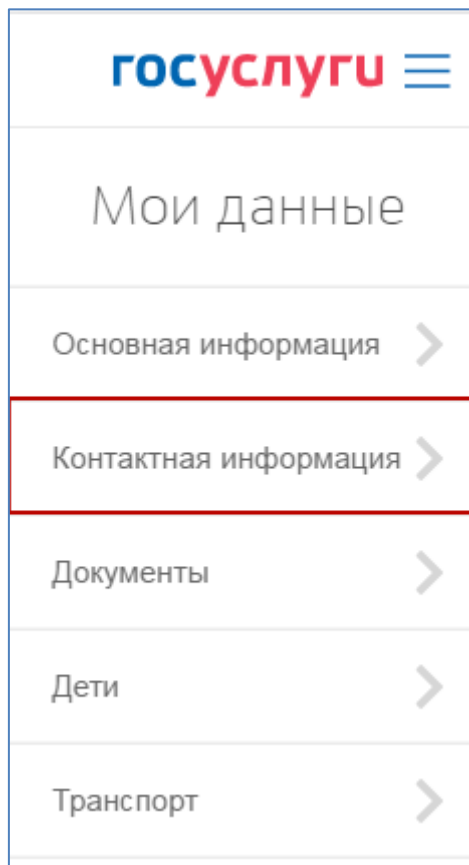 госуслуги
Мои данные
Основная информация
Контактная информация
Документы
Дети
Транспорт